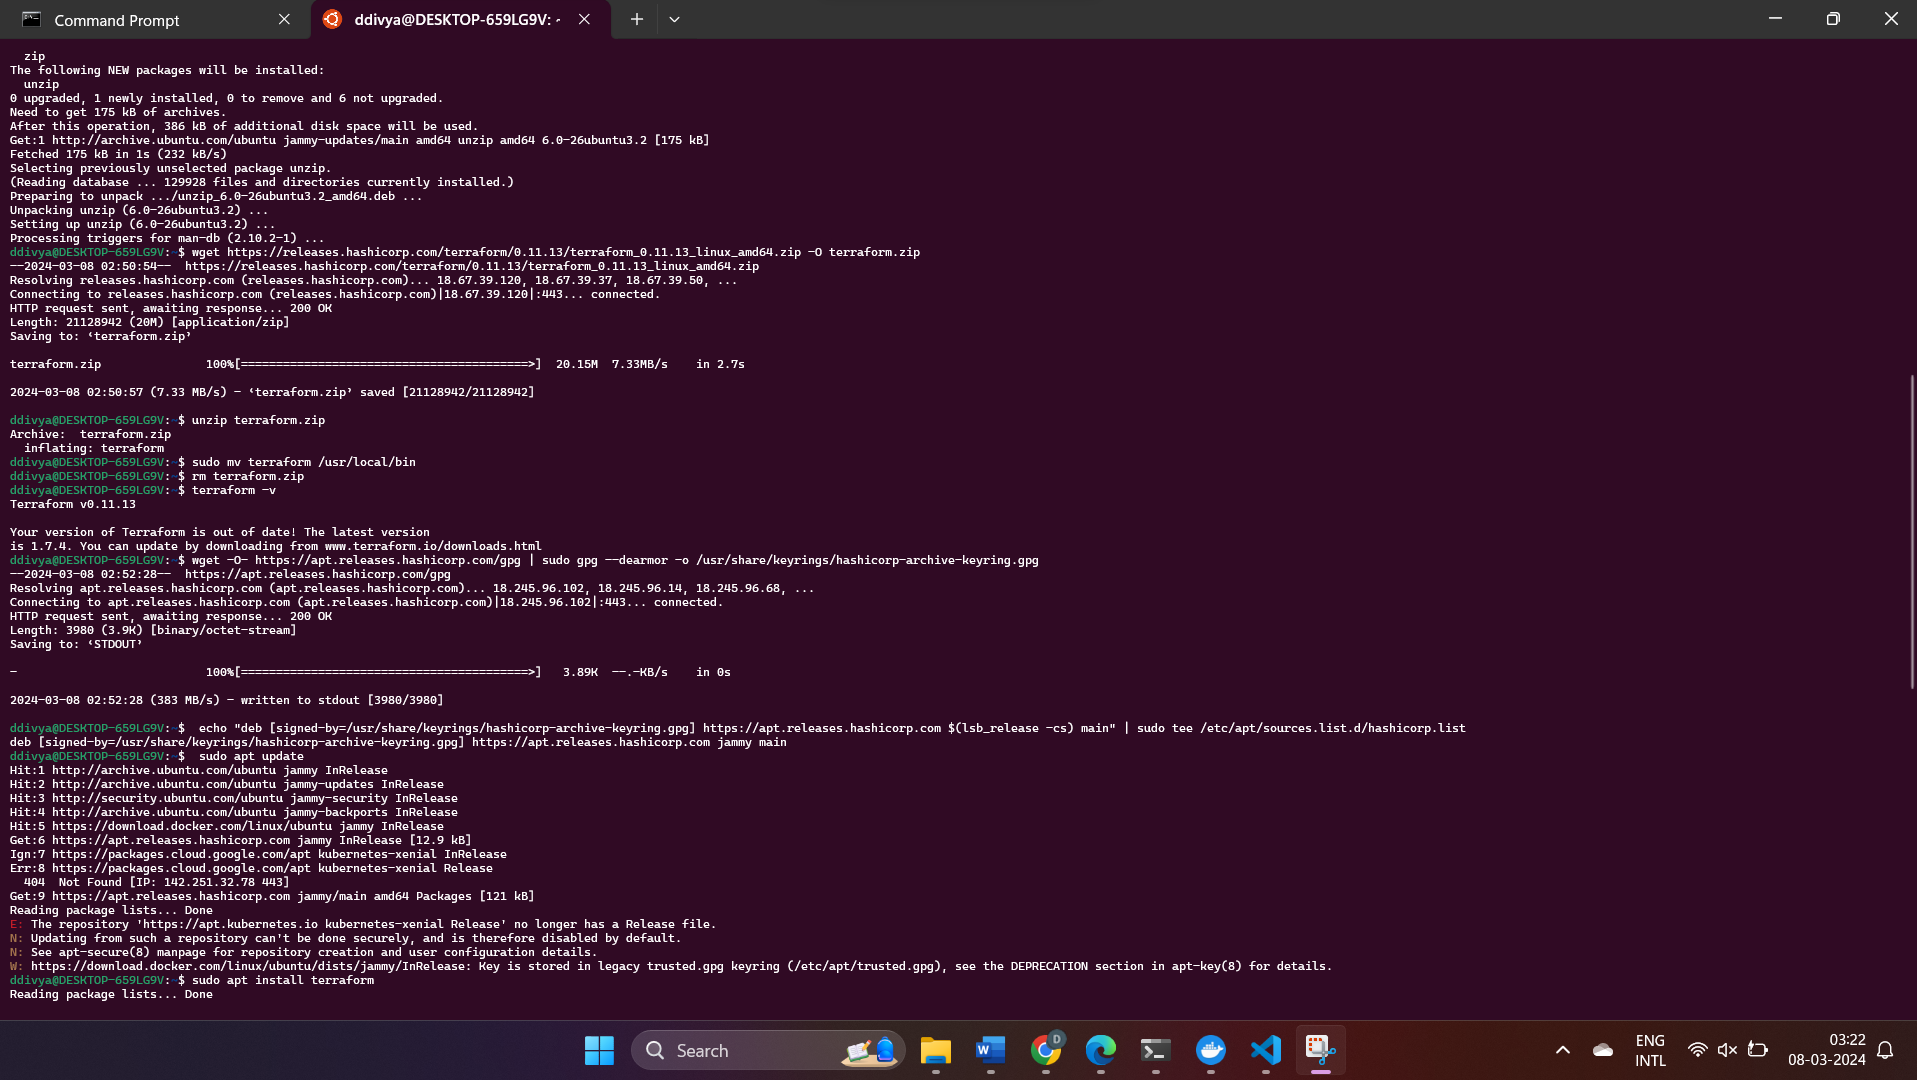 Command Prompt
ddivya@DESKTOP-659LG9V: ~
zip
The following NEW packages will be installed:
unzip
0 upgraded, 1 newly installed, 0 to remove and 6 not upgraded.
Need to get 175 kB of archives.
After this operation, 386 kB of additional disk space will be used.
Get:1 http://archive.ubuntu.com/ubuntu jammy-updates/main amd64 unzip amd64 6.0-26ubuntu3.2 [175 kB]
Fetched 175 kB in 1s (232 kB/s)
Selecting previously unselected package unzip.
(Reading database ... 129928 files and directories currently installed.)
Preparing to unpack .../unzip_6.0-26ubuntu3.2_amd64.deb ...
Unpacking unzip (6.0-26ubuntu3.2) ...
Setting up unzip (6.0-26ubuntu3.2) ...
Processing triggers for man-db (2.10.2-1) ...
ddivya@DESKTOP-659LG9V:~$ wget https://releases.hashicorp.com/terraform/0.11.13/terraform_0.11.13_linux_amd64.zip -O terraform.zip
--2024-03-08 02:50:54--  https://releases.hashicorp.com/terraform/0.11.13/terraform_0.11.13_linux_amd64.zip
Resolving releases.hashicorp.com (releases.hashicorp.com)... 18.67.39.120, 18.67.39.37, 18.67.39.50, ...
Connecting to releases.hashicorp.com (releases.hashicorp.com)|18.67.39.120|:443... connected.
HTTP request sent, awaiting response... 200 OK
Length: 21128942 (20M) [application/zip]
Saving to: ‘terraform.zip’
terraform.zip 100%[=========================================>] 20.15M 7.33MB/s in 2.7s
2024-03-08 02:50:57 (7.33 MB/s) - ‘terraform.zip’ saved [21128942/21128942]
ddivya@DESKTOP-659LG9V:~$ unzip terraform.zip
Archive:  terraform.zip
inflating: terraform
ddivya@DESKTOP-659LG9V:~$ sudo mv terraform /usr/local/bin
ddivya@DESKTOP-659LG9V:~$ rm terraform.zip
ddivya@DESKTOP-659LG9V:~$ terraform -v
Terraform v0.11.13
Your version of Terraform is out of date! The latest version
is 1.7.4. You can update by downloading from www.terraform.io/downloads.html
ddivya@DESKTOP-659LG9V:~$ wget -O- https://apt.releases.hashicorp.com/gpg | sudo gpg --dearmor -o /usr/share/keyrings/hashicorp-archive-keyring.gpg
--2024-03-08 02:52:28--  https://apt.releases.hashicorp.com/gpg
Resolving apt.releases.hashicorp.com (apt.releases.hashicorp.com)... 18.245.96.102, 18.245.96.14, 18.245.96.68, ...
Connecting to apt.releases.hashicorp.com (apt.releases.hashicorp.com)|18.245.96.102|:443... connected.
HTTP request sent, awaiting response... 200 OK
Length: 3980 (3.9K) [binary/octet-stream]
Saving to: ‘STDOUT’
- 100%[=========================================>] 3.89K --.-KB/s in 0s
2024-03-08 02:52:28 (383 MB/s) - written to stdout [3980/3980]
ddivya@DESKTOP-659LG9V:~$  echo "deb [signed-by=/usr/share/keyrings/hashicorp-archive-keyring.gpg] https://apt.releases.hashicorp.com $(lsb_release -cs) main" | sudo tee /etc/apt/sources.list.d/hashicorp.list
deb [signed-by=/usr/share/keyrings/hashicorp-archive-keyring.gpg] https://apt.releases.hashicorp.com jammy main
ddivya@DESKTOP-659LG9V:~$  sudo apt update
Hit:1 http://archive.ubuntu.com/ubuntu jammy InRelease
Hit:2 http://archive.ubuntu.com/ubuntu jammy-updates InRelease
Hit:3 http://security.ubuntu.com/ubuntu jammy-security InRelease
Hit:4 http://archive.ubuntu.com/ubuntu jammy-backports InRelease
Hit:5 https://download.docker.com/linux/ubuntu jammy InRelease
Get:6 https://apt.releases.hashicorp.com jammy InRelease [12.9 kB]
Ign:7 https://packages.cloud.google.com/apt kubernetes-xenial InRelease
Err:8 https://packages.cloud.google.com/apt kubernetes-xenial Release
404  Not Found [IP: 142.251.32.78 443]
Get:9 https://apt.releases.hashicorp.com jammy/main amd64 Packages [121 kB]
Reading package lists... Done
E: The repository 'https://apt.kubernetes.io kubernetes-xenial Release' no longer has a Release file.
N: Updating from such a repository can't be done securely, and is therefore disabled by default.
N: See apt-secure(8) manpage for repository creation and user configuration details.
W: https://download.docker.com/linux/ubuntu/dists/jammy/InRelease: Key is stored in legacy trusted.gpg keyring (/etc/apt/trusted.gpg), see the DEPRECATION section in apt-key(8) for details.
ddivya@DESKTOP-659LG9V:~$ sudo apt install terraform
Reading package lists... Done
Search
D
ENG
INTL
03:22
08-03-2024